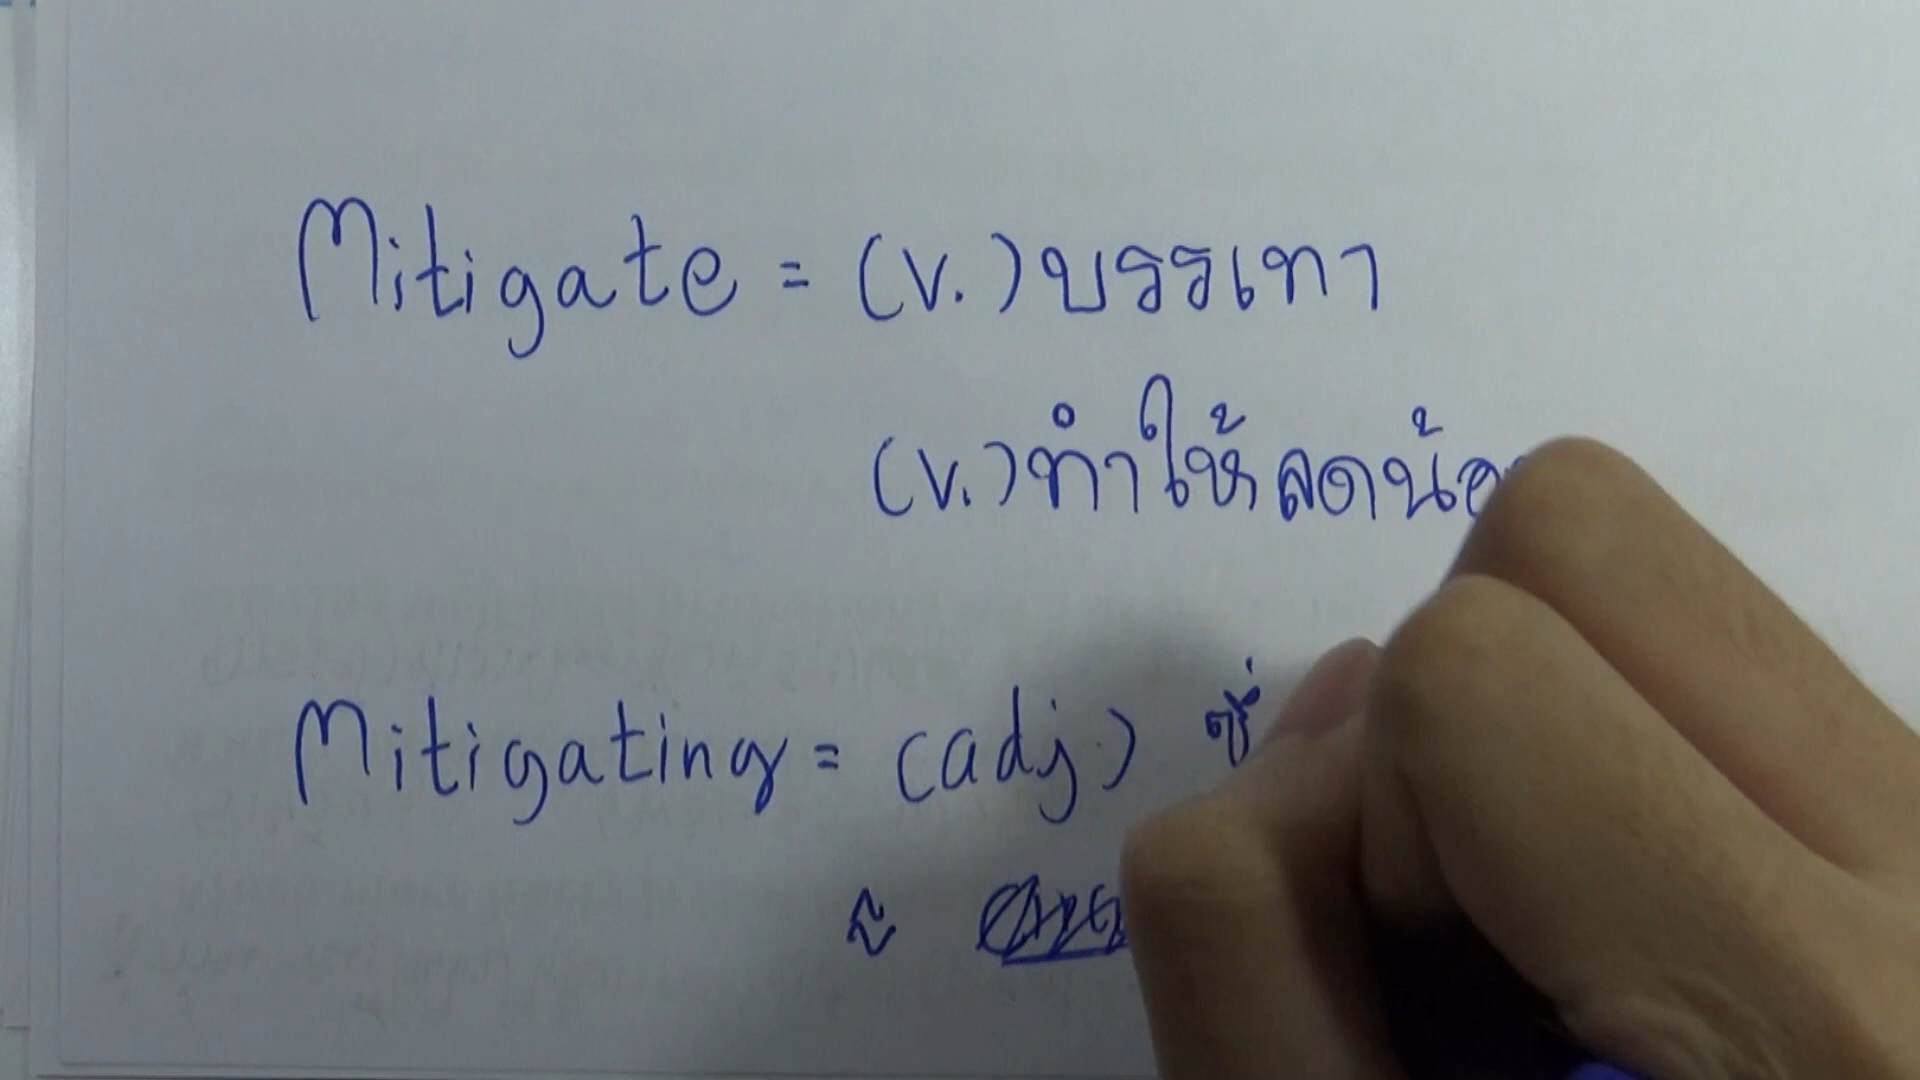 Mitigate = (v.) บรรเทา
(v.) ทำให้ลดน้อ
Mitigating = (adj.)
≈